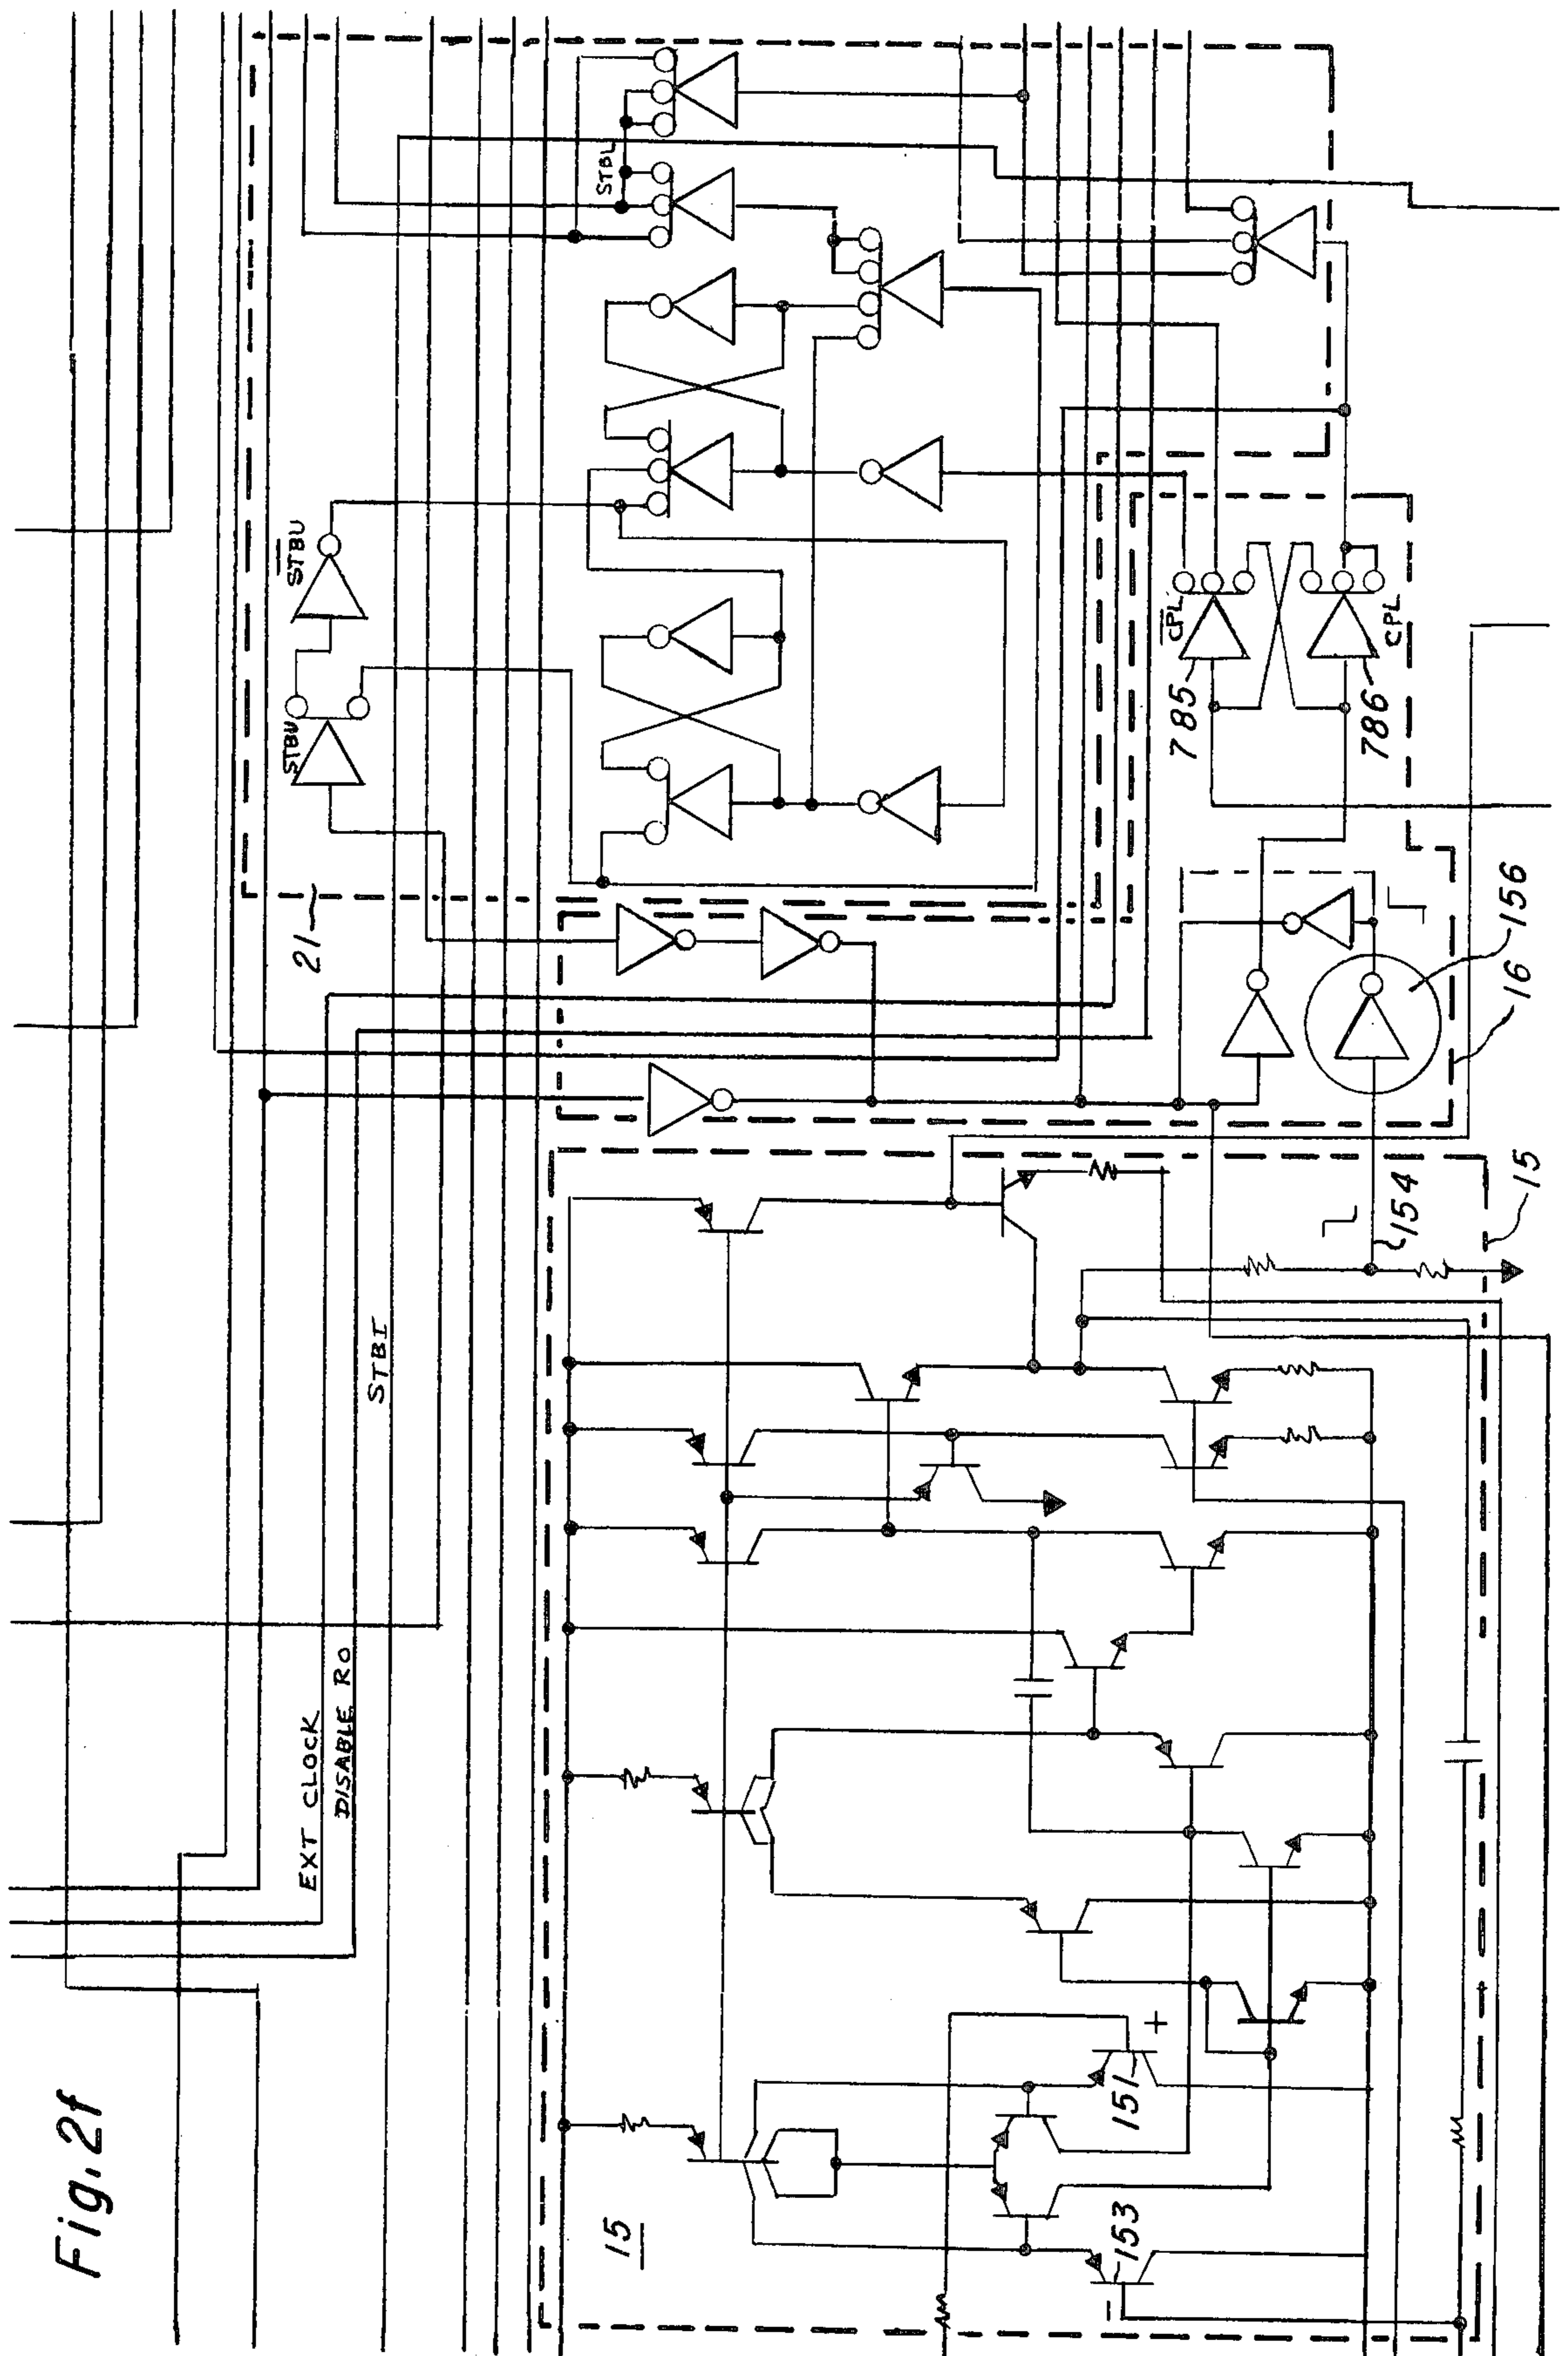 Fig. 2f
EXT CLOCK
DISABLE RO
STBI
21
STBU
STBU
STBL
CPL
785
786
CPL
156
16
154
15
15
151
+
153
-